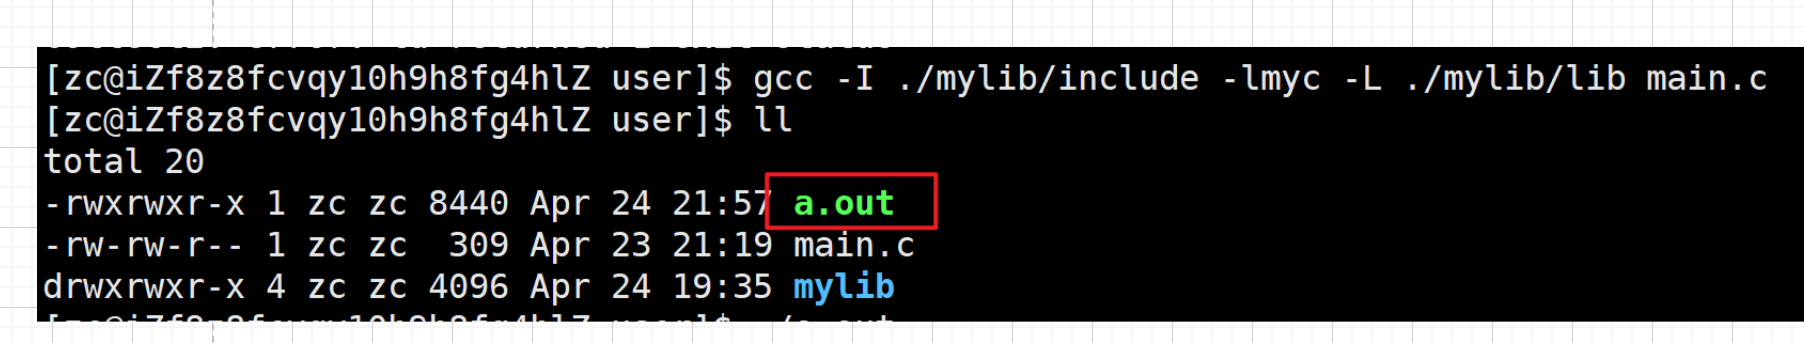 [zc@iZf8z8fcvqy10h9h8fg4hlZ user]$ gcc -I ./mylib/include -lmyc -L ./mylib/lib main.c
[zc@iZf8z8fcvqy10h9h8fg4hlZ user]$ ll
total 20
-rwxrwxr-x 1 zc zc 8440 Apr 24 21:57 a.out
-rw-rw-r-- 1 zc zc  309 Apr 23 21:19 main.c
drwxrwxr-x 4 zc zc 4096 Apr 24 19:35 mylib